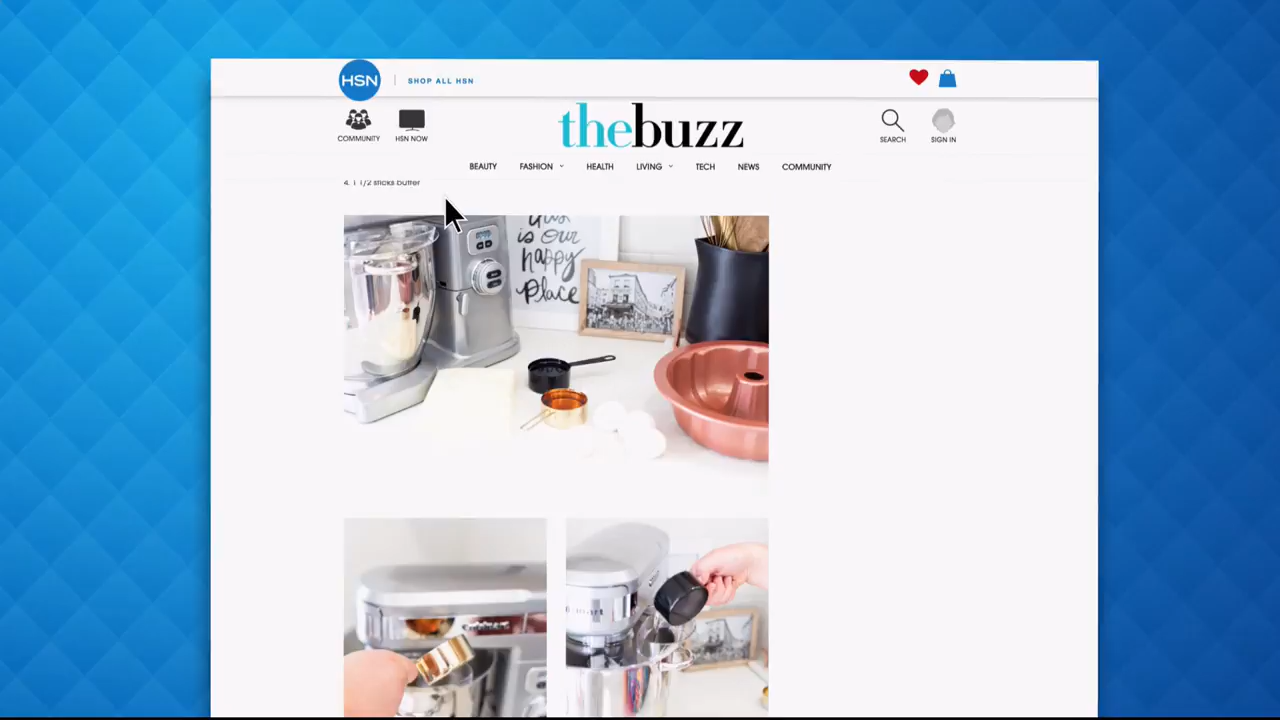 HSN
SHOP ALL HSN
COMMUNITY
HSN NOW
thebuzz
SEARCH
SIGN IN
BEAUTY
FASHION
HEALTH
LIVING
TECH
NEWS
COMMUNITY
4. 1 1/2 sticks butter
this
is our
happy
place